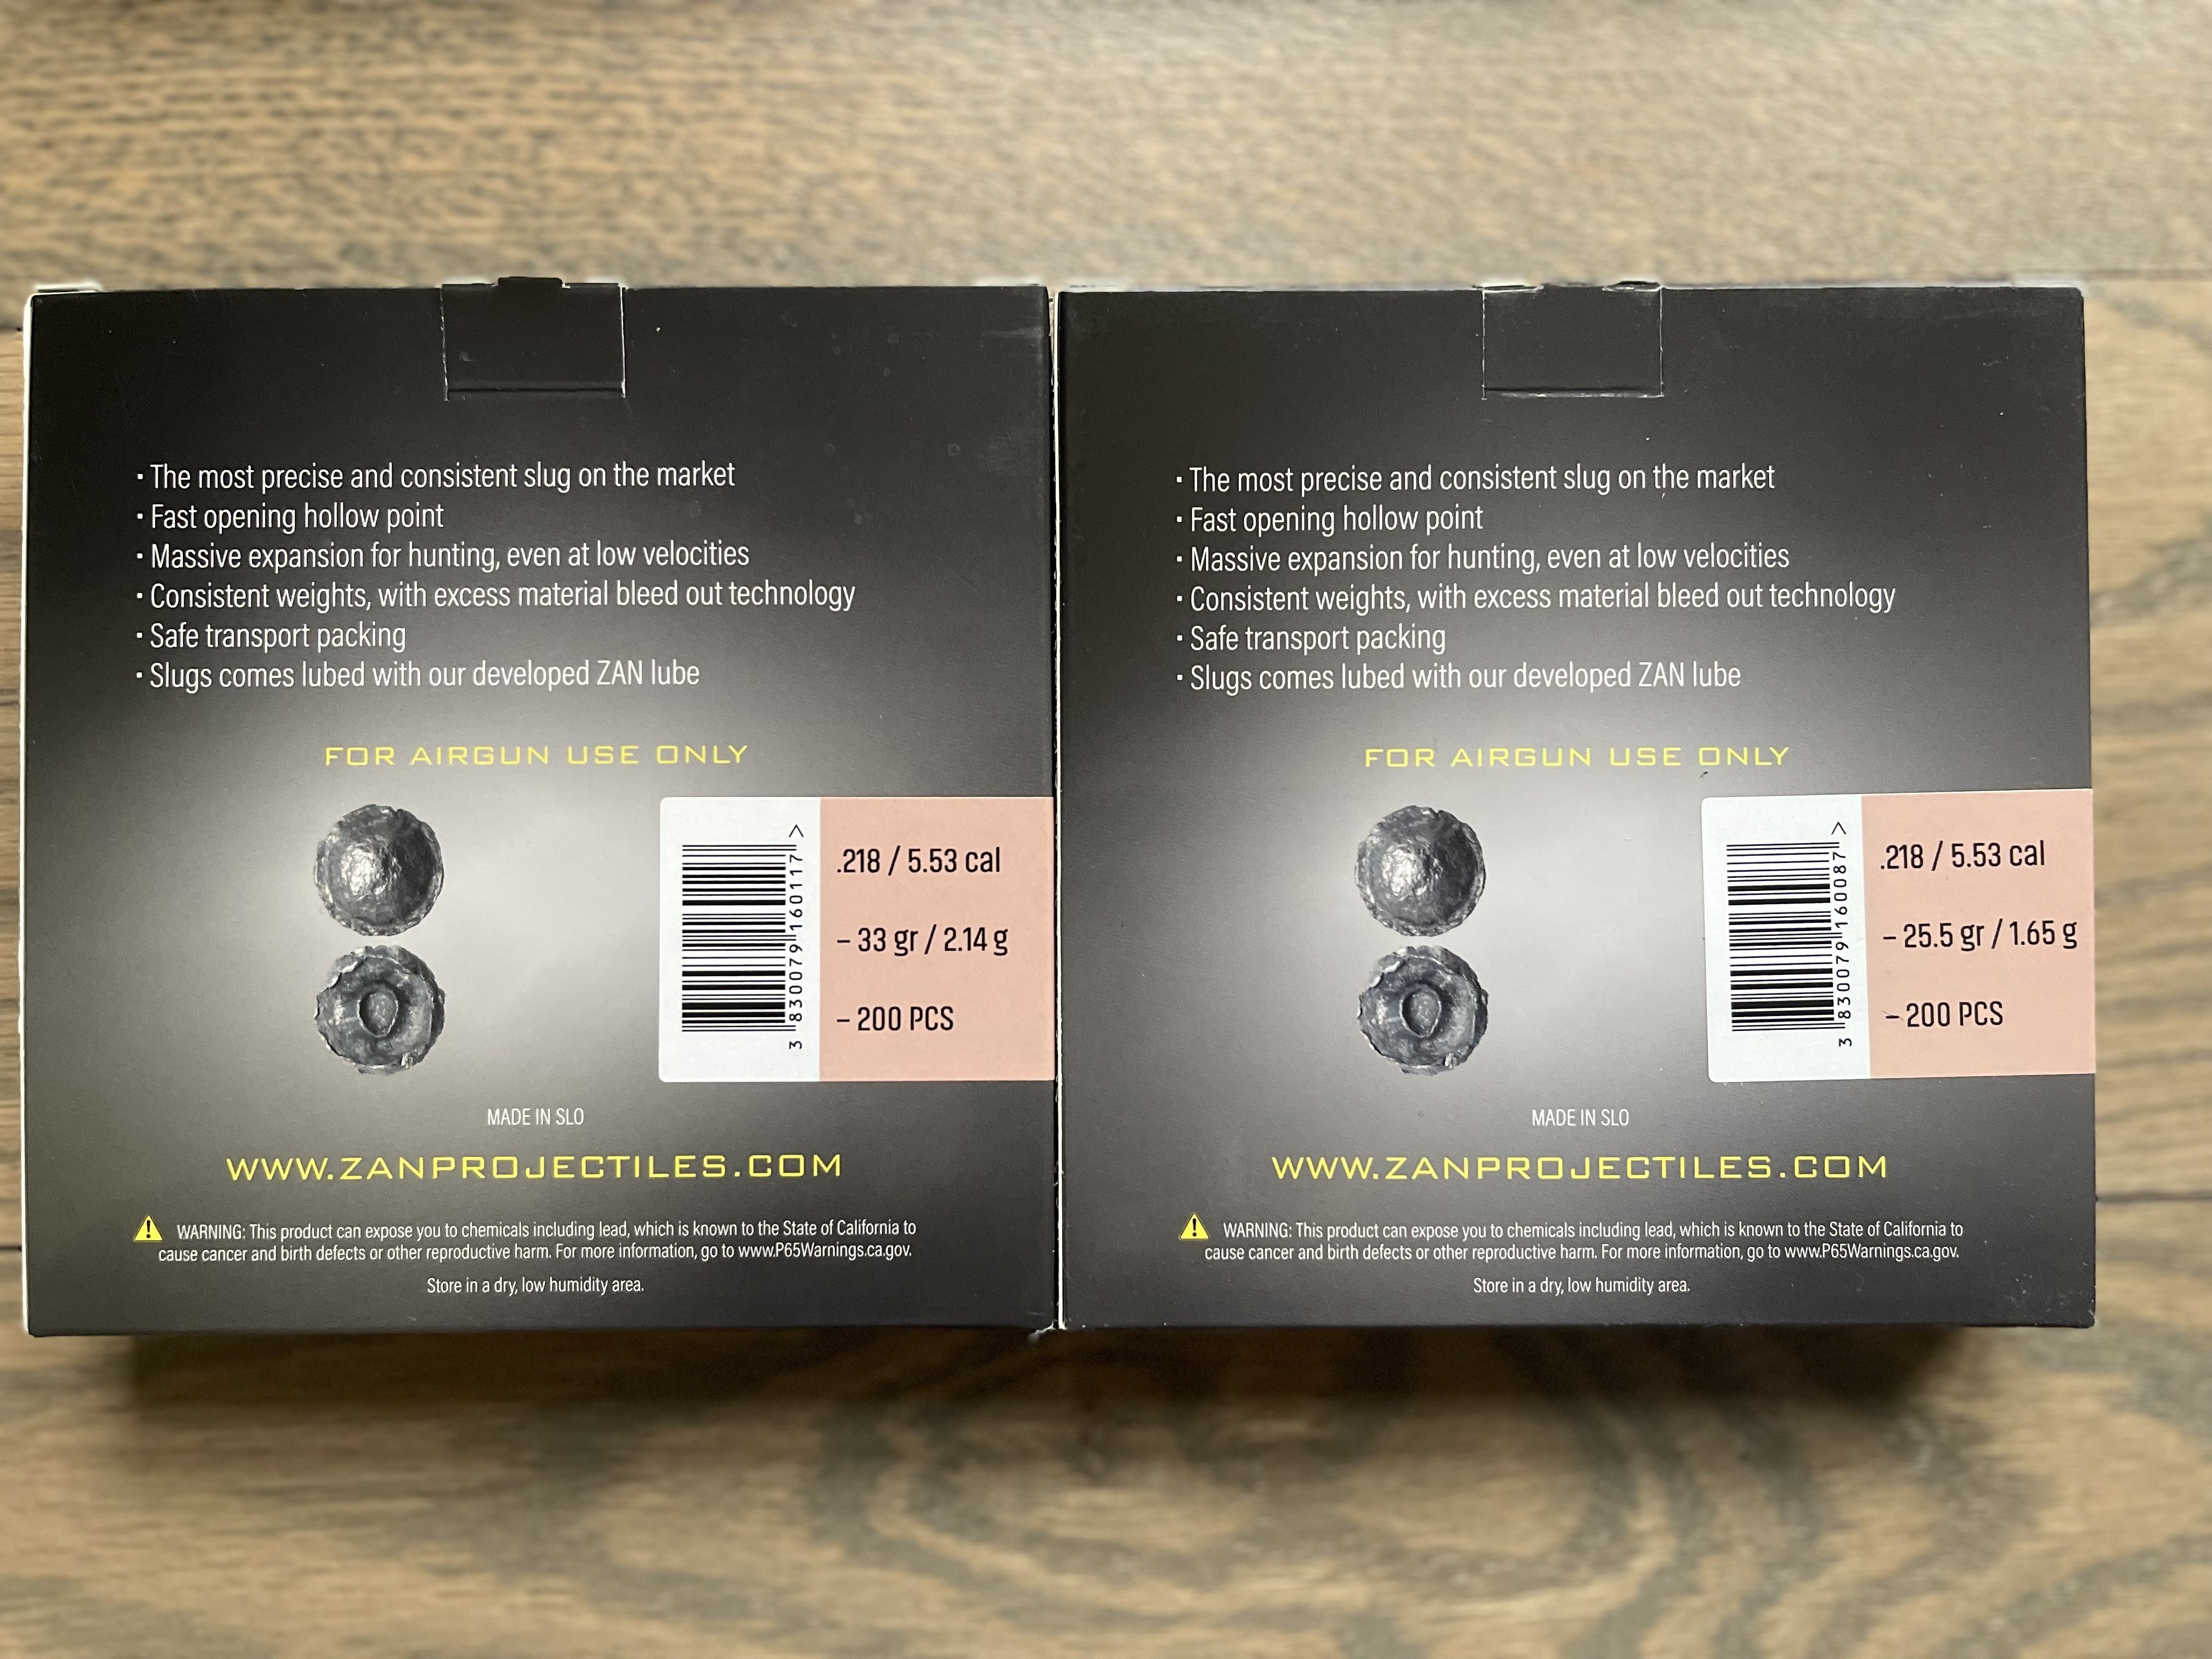 · The most precise and consistent slug on the market
· Fast opening hollow point
· Massive expansion for hunting, even at low velocities
· Consistent weights, with excess material bleed out technology
· Safe transport packing
· Slugs comes lubed with our developed ZAN lube
FOR AIRGUN USE ONLY
3 830079 160117 >
.218 / 5.53 cal
– 33 gr / 2.14 g
– 200 PCS
MADE IN SLO
WWW.ZANPROJECTILES.COM
WARNING: This product can expose you to chemicals including lead, which is known to the State of California to
cause cancer and birth defects or other reproductive harm. For more information, go to www.P65Warnings.ca.gov.
Store in a dry, low humidity area.
· The most precise and consistent slug on the market
· Fast opening hollow point
· Massive expansion for hunting, even at low velocities
· Consistent weights, with excess material bleed out technology
· Safe transport packing
· Slugs comes lubed with our developed ZAN lube
FOR AIRGUN USE ONLY
3 830079 160087 >
.218 / 5.53 cal
– 25.5 gr / 1.65 g
– 200 PCS
MADE IN SLO
WWW.ZANPROJECTILES.COM
WARNING: This product can expose you to chemicals including lead, which is known to the State of California to
cause cancer and birth defects or other reproductive harm. For more information, go to www.P65Warnings.ca.gov.
Store in a dry, low humidity area.